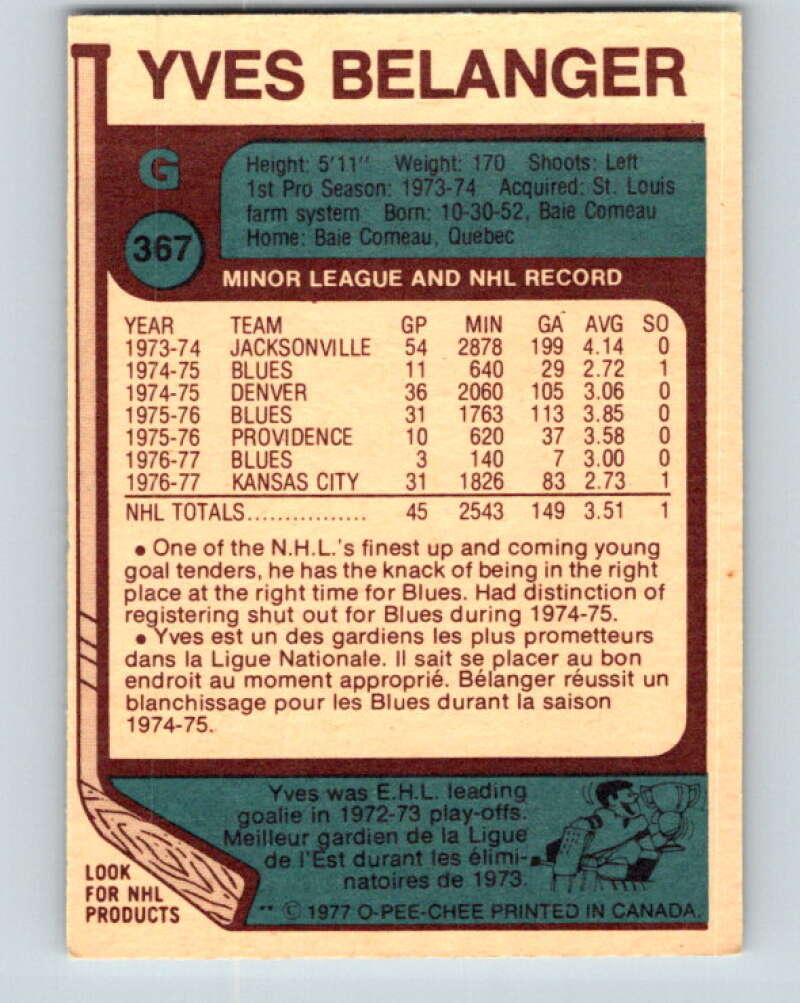 YVES BELANGER
G
367
Height: 5'11" Weight: 170 Shoots: Left
1st Pro Season: 1973-74 Acquired: St. Louis
farm system Born: 10-30-52, Baie Comeau
Home: Baie Comeau, Quebec
MINOR LEAGUE AND NHL RECORD
YEAR TEAM GP MIN GA AVG SO
1973-74 JACKSONVILLE 54 2878 199 4.14 0
1974-75 BLUES 11 640 29 2.72 1
1974-75 DENVER 36 2060 105 3.06 0
1975-76 BLUES 31 1763 113 3.85 0
1975-76 PROVIDENCE 10 620 37 3.58 0
1976-77 BLUES 3 140 7 3.00 0
1976-77 KANSAS CITY 31 1826 83 2.73 1
NHL TOTALS................ 45 2543 149 3.51 1
• One of the N.H.L.'s finest up and coming young
goal tenders, he has the knack of being in the right
place at the right time for Blues. Had distinction of
registering shut out for Blues during 1974-75.
• Yves est un des gardiens les plus prometteurs
dans la Ligue Nationale. Il sait se placer au bon
endroit au moment approprié. Bélanger réussit un
blanchissage pour les Blues durant la saison
1974-75.
Yves was E.H.L. leading
goalie in 1972-73 play-offs.
Meilleur gardien de la Ligue
de l'Est durant les élimi-
natoires de 1973.
LOOK
FOR NHL
PRODUCTS
** © 1977 O-PEE-CHEE PRINTED IN CANADA.